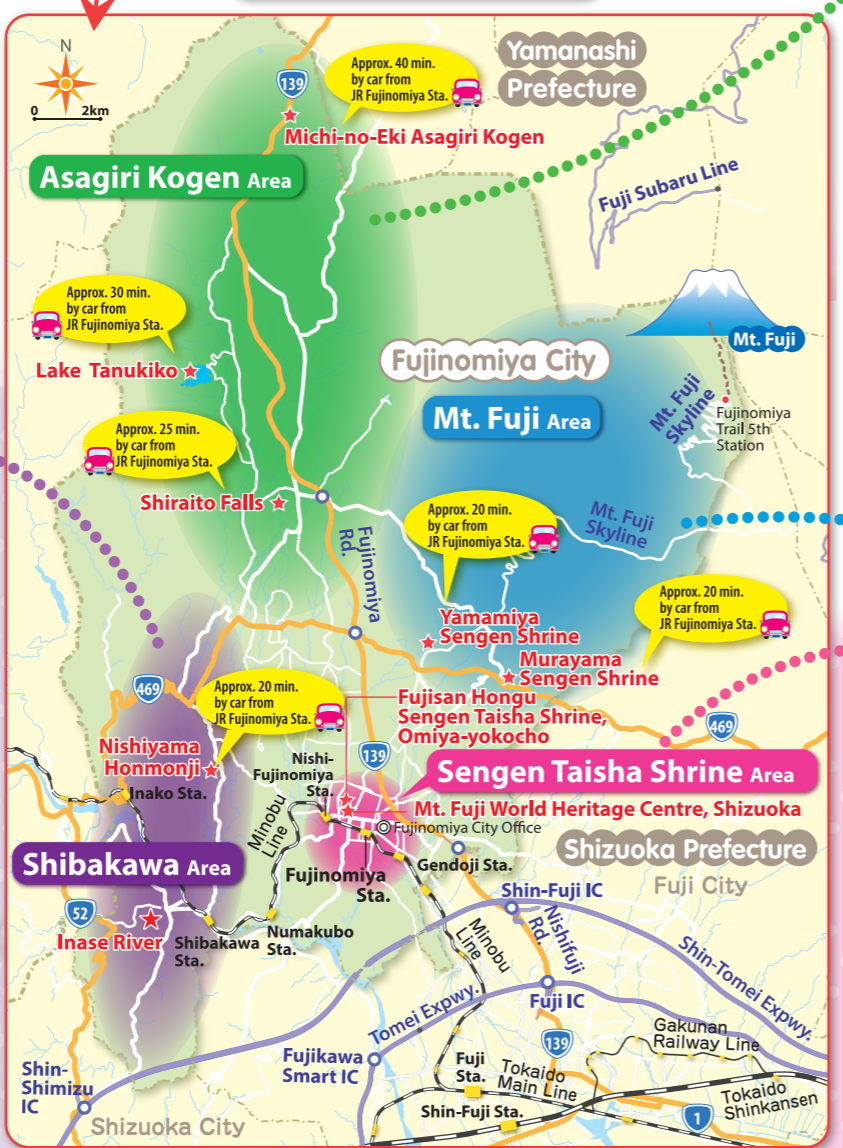 N
0 2km
139
Approx. 40 min.
by car from
JR Fujinomiya Sta.
Yamanashi
Prefecture
Michi-no-Eki Asagiri Kogen
Asagiri Kogen Area
Fuji Subaru Line
Approx. 30 min.
by car from
JR Fujinomiya Sta.
Lake Tanukiko
Mt. Fuji
Fujinomiya City
Mt. Fuji Area
Mt. Fuji
Skyline
Fujinomiya
Trail 5th
Station
Approx. 25 min.
by car from
JR Fujinomiya Sta.
Shiraito Falls
Fujinomiya
Rd.
Approx. 20 min.
by car from
JR Fujinomiya Sta.
Mt. Fuji
Skyline
Approx. 20 min.
by car from
JR Fujinomiya Sta.
Yamamiya
Sengen Shrine
Murayama
Sengen Shrine
469
Approx. 20 min.
by car from
JR Fujinomiya Sta.
Fujisan Hongu
Sengen Taisha Shrine,
Omiya-yokocho
469
Nishiyama
Honmonji
Inako Sta.
Nishi-
Fujinomiya
Sta.
139
Sengen Taisha Shrine Area
Mt. Fuji World Heritage Centre, Shizuoka
Fujinomiya City Office
Minobu
Line
Shibakawa Area
Fujinomiya
Sta.
Gendoji Sta.
Shizuoka Prefecture
Fuji City
52
Inase River
Shibakawa
Sta.
Numakubo
Sta.
Shin-Fuji IC
Nishifuji
Rd.
Minobu
Line
Shin-Tomei Expwy.
Tomei Expwy.
Fuji IC
139
Gakunan
Railway Line
Shin-
Shimizu
IC
Fujikawa
Smart IC
Fuji
Sta.
Tokaido
Main Line
Shin-Fuji Sta.
Tokaido
Shinkansen
1
Shizuoka City